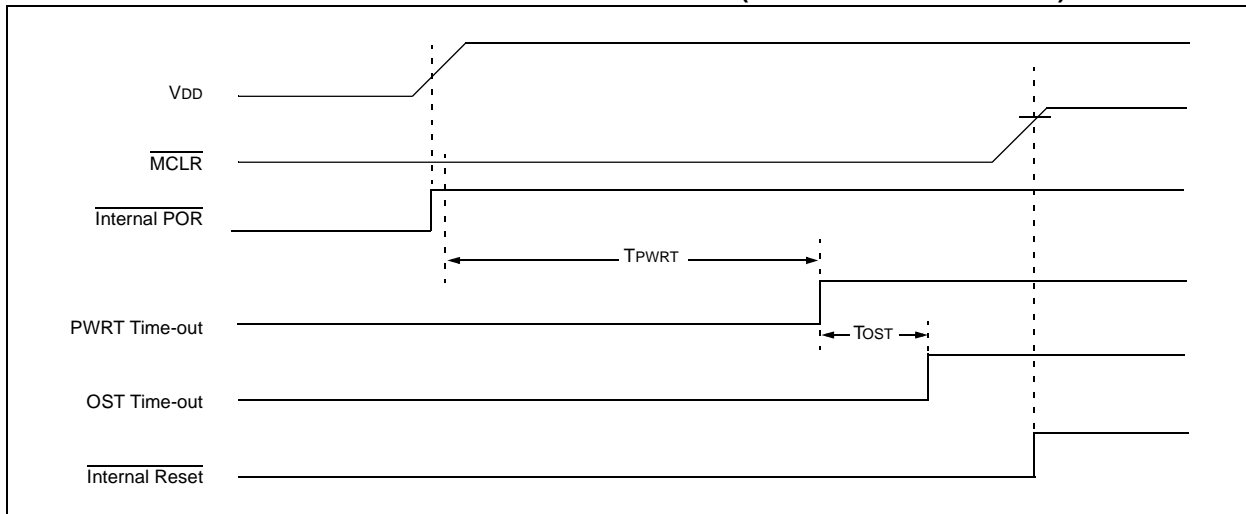 VDD
MCLR
Internal POR
TPWRT
PWRT Time-out
TOST
OST Time-out
Internal Reset